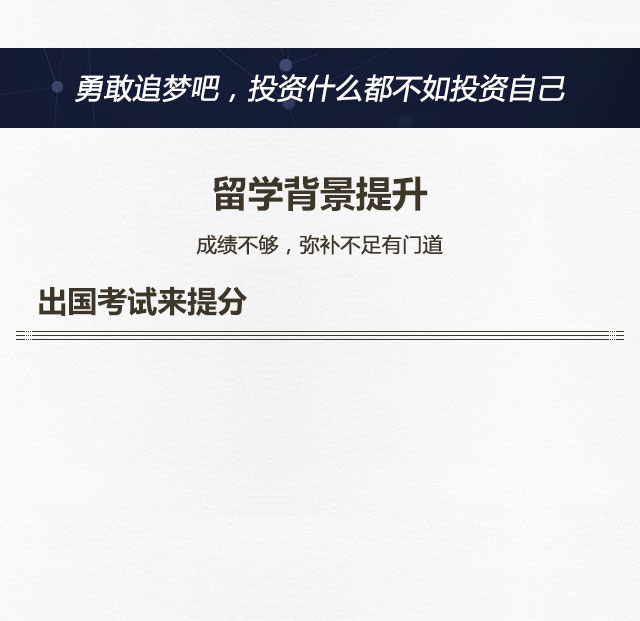 勇敢追梦吧，投资什么都不如投资自己
留学背景提升
成绩不够，弥补不足有门道
出国考试来提分